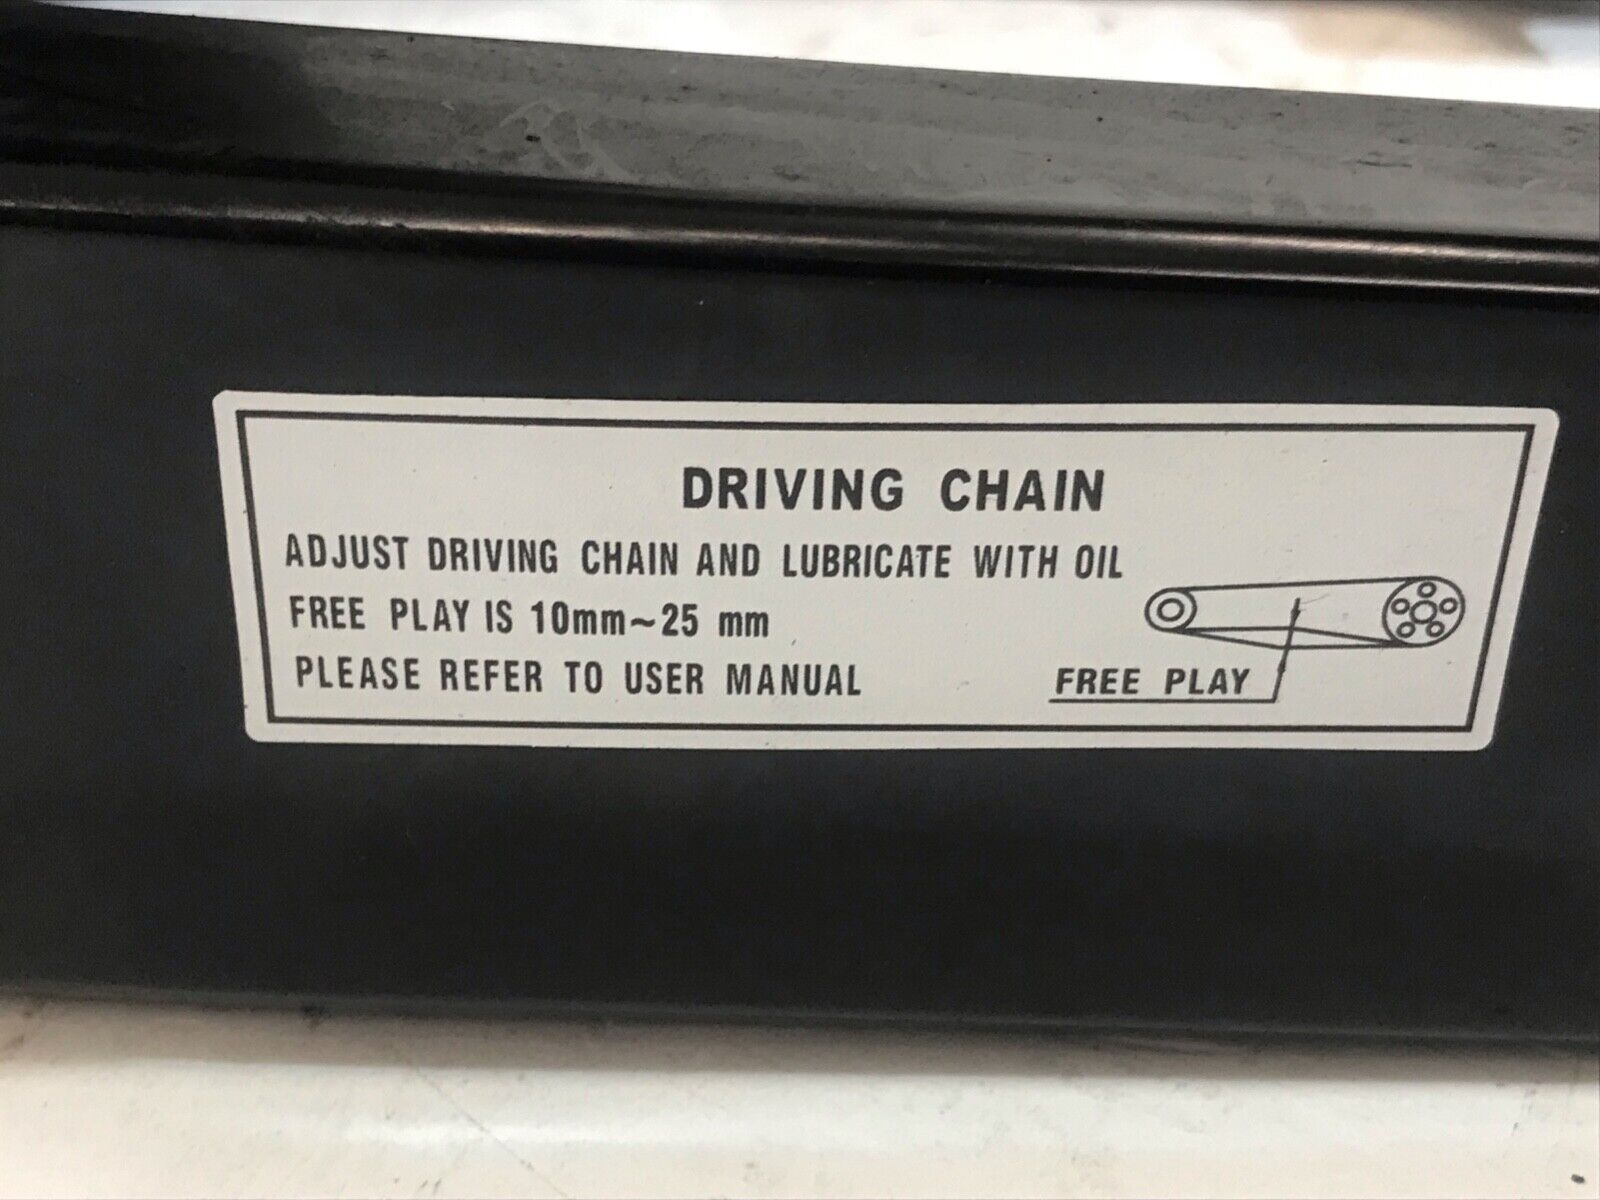 DRIVING CHAIN
ADJUST DRIVING CHAIN AND LUBRICATE WITH OIL
FREE PLAY IS 10mm~25 mm
PLEASE REFER TO USER MANUAL
FREE PLAY